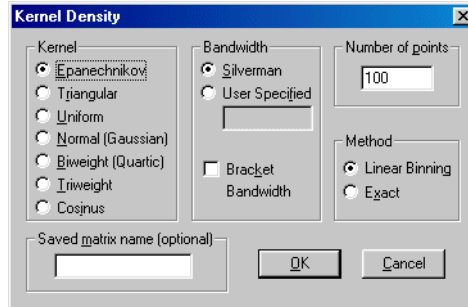 Kernel Density
Kernel
Epanechnikov
Triangular
Uniform
Normal (Gaussian)
Biweight (Quartic)
Triweight
Cosinus
Bandwidth
Silverman
User Specified
Bracket
Bandwidth
Number of points
100
Method
Linear Binning
Exact
Saved matrix name (optional)
OK
Cancel